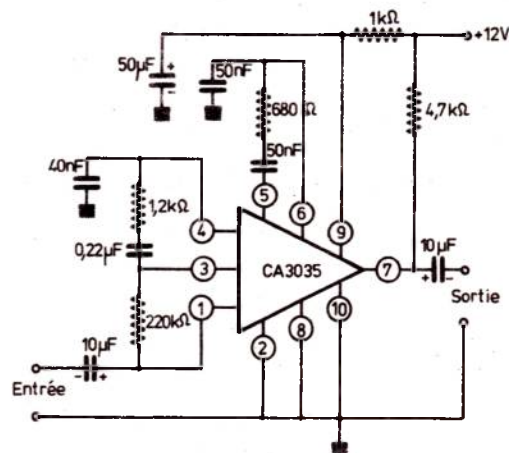 1kΩ
+12V
50µF
+
-
50nF
680Ω
4,7kΩ
50nF
40nF
1,2kΩ
5
6
4
9
0,22µF
3
CA3035
7
10µF
+
-
1
10
Sortie
220kΩ
2
8
10µF
-
+
Entrée